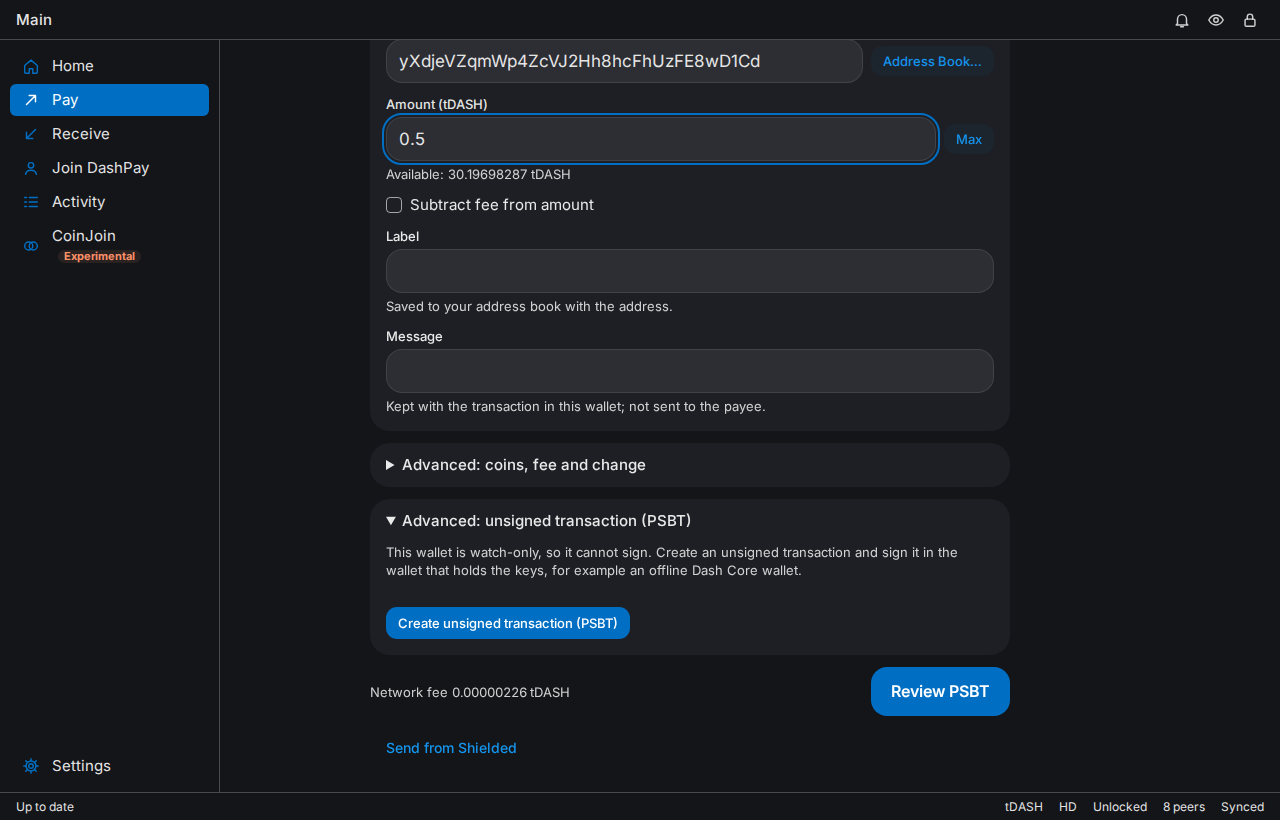 Main
Home
Pay
Receive
Join DashPay
Activity
CoinJoin
Experimental
Settings
yXdjeVZqmWp4ZcVJ2Hh8hcFhUzFE8wD1Cd
Address Book...
Amount (tDASH)
0.5
Max
Available: 30.19698287 tDASH
Subtract fee from amount
Label
Saved to your address book with the address.
Message
Kept with the transaction in this wallet; not sent to the payee.
Advanced: coins, fee and change
Advanced: unsigned transaction (PSBT)
This wallet is watch-only, so it cannot sign. Create an unsigned transaction and sign it in the
wallet that holds the keys, for example an offline Dash Core wallet.
Create unsigned transaction (PSBT)
Network fee 0.00000226 tDASH
Review PSBT
Send from Shielded
Up to date
tDASH HD Unlocked 8 peers Synced